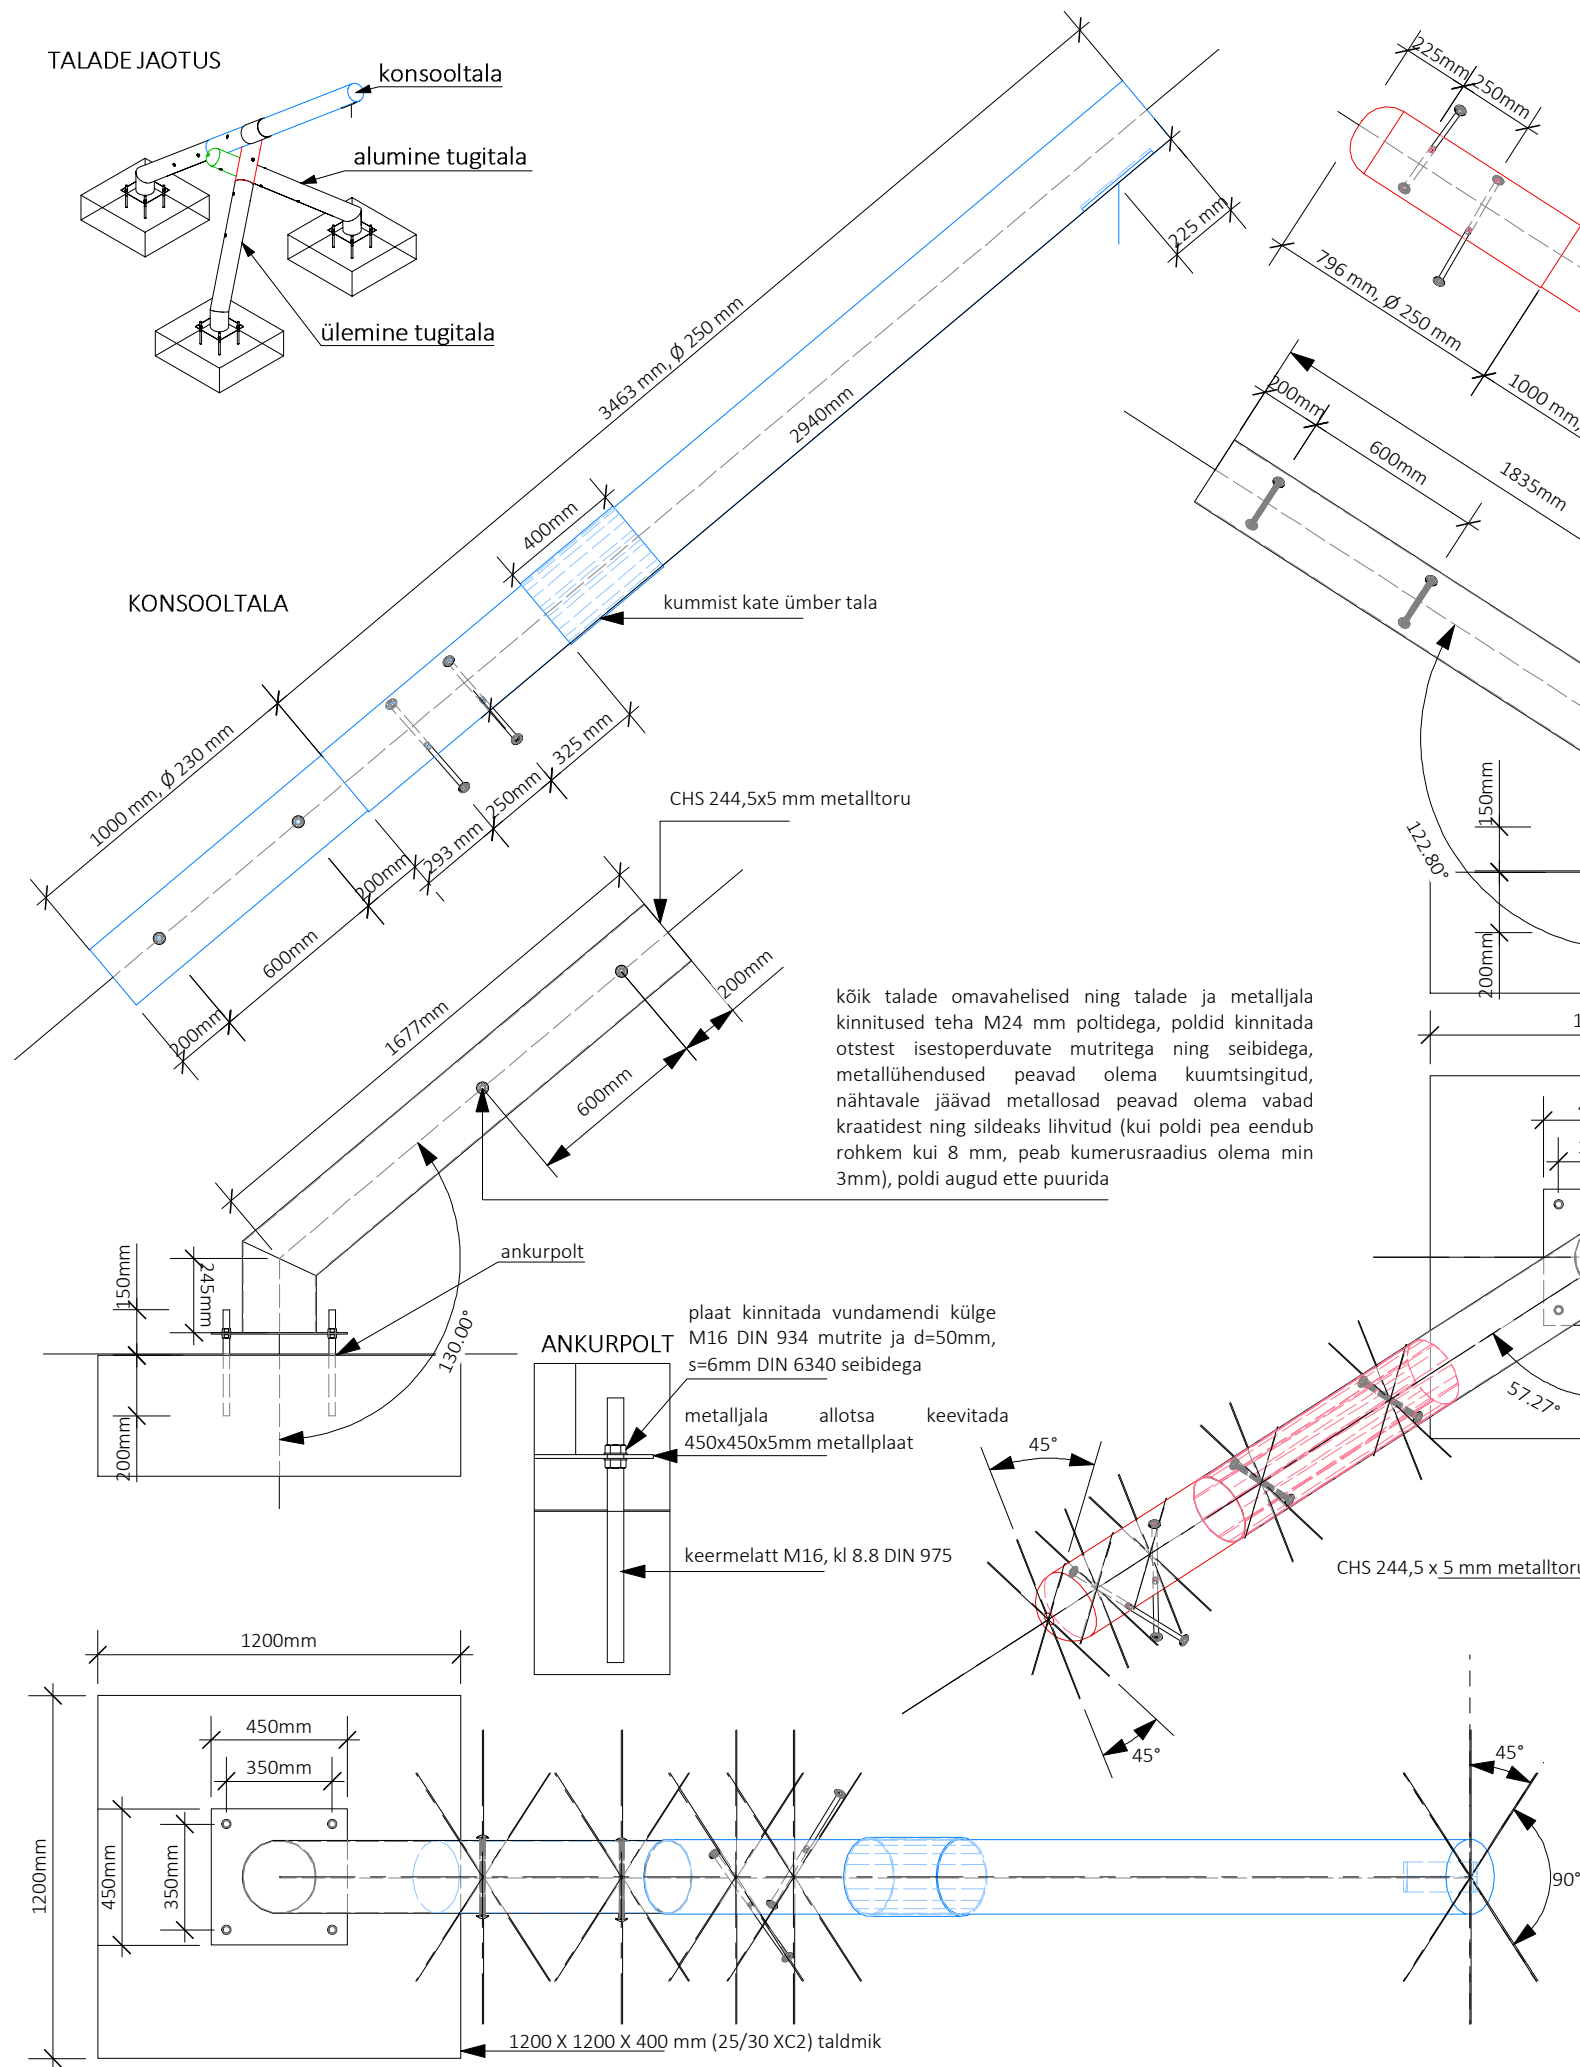 TALADE JAOTUS
konsooltala
alumine tugitala
ülemine tugitala
225mm
250mm
796 mm, Ø 250 mm
1000 mm,
225 mm
3463 mm, Ø 250 mm
2940mm
400mm
200mm
600mm
1835mm
122.80°
150mm
200mm
KONSOOLTALA
kummist kate ümber tala
1000 mm, Ø 230 mm
325 mm
250mm
293 mm
200mm
600mm
200mm
CHS 244,5x5 mm metalltoru
1677mm
200mm
600mm
kõik talade omavahelised ning talade ja metalljala
kinnitused teha M24 mm poltidega, poldid kinnitada
otstest isestoperduvate mutritega ning seibidega,
metallühendused peavad olema kuumtsingitud,
nähtavale jäävad metallosad peavad olema vabad
kraatidest ning sildeaks lihvitud (kui poldi pea eendub
rohkem kui 8 mm, peab kumerusraadius olema min
3mm), poldi augud ette puurida
150mm
245mm
200mm
130.00°
ankurpolt
ANKURPOLT
plaat kinnitada vundamendi külge
M16 DIN 934 mutrite ja d=50mm,
s=6mm DIN 6340 seibidega
metalljala allotsa keevitada
450x450x5mm metallplaat
keermelatt M16, kl 8.8 DIN 975
45°
57.27°
CHS 244,5 x 5 mm metalltoru
45°
1200mm
450mm
350mm
1200mm
450mm
350mm
45°
90°
1200 X 1200 X 400 mm (25/30 XC2) taldmik